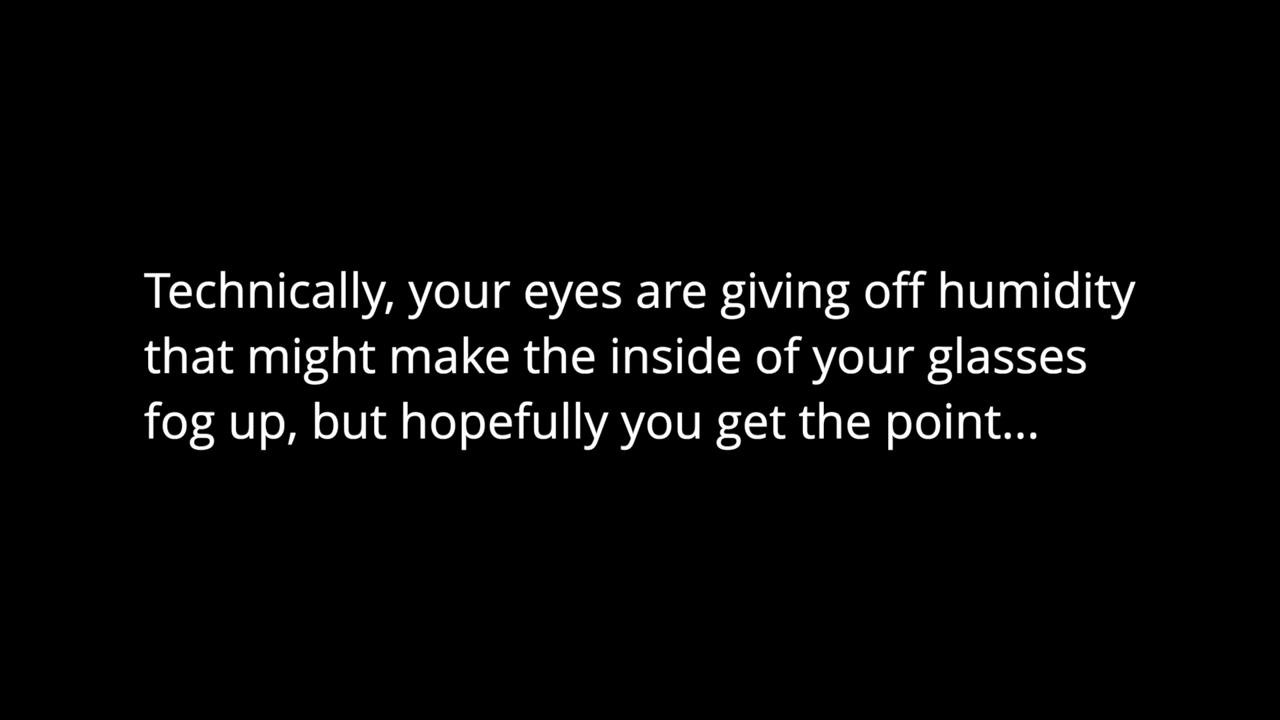 Technically, your eyes are giving off humidity
that might make the inside of your glasses
fog up, but hopefully you get the point...